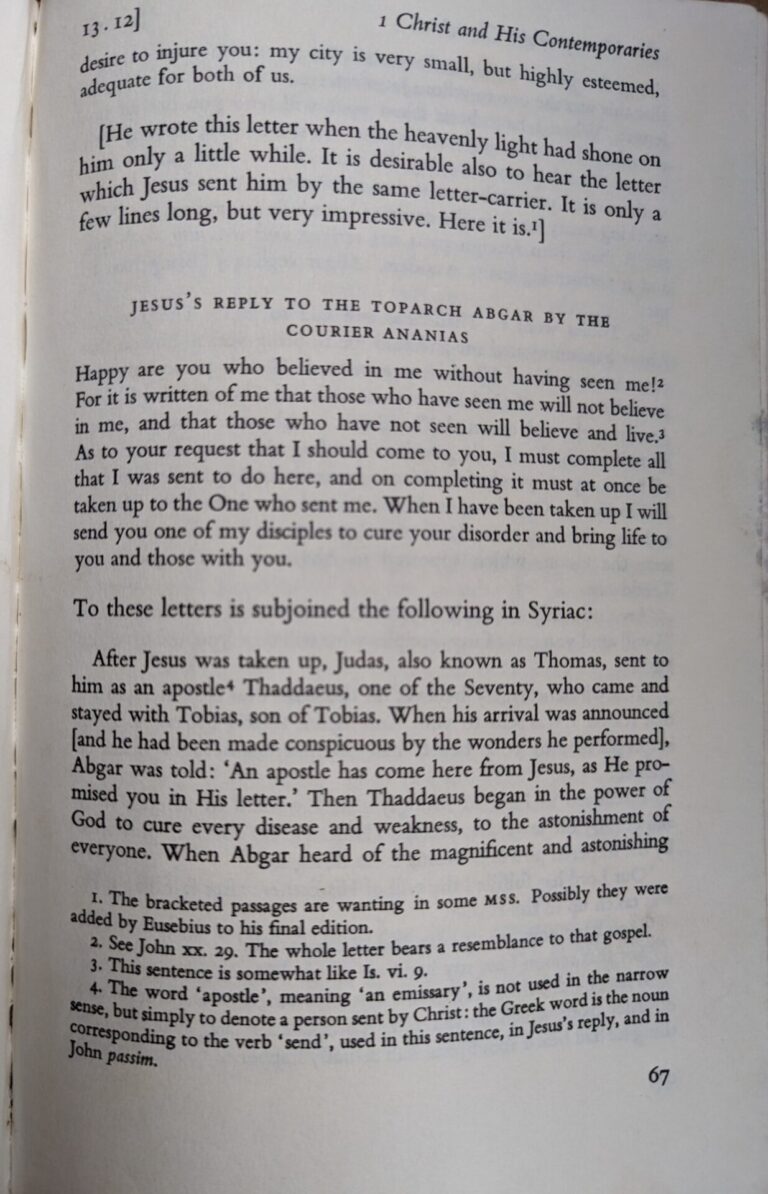 13.12] 1 Christ and His Contemporaries
desire to injure you: my city is very small, but highly esteemed,
adequate for both of us.
[He wrote this letter when the heavenly light had shone on
him only a little while. It is desirable also to hear the letter
which Jesus sent him by the same letter-carrier. It is only a
few lines long, but very impressive. Here it is.¹]
JESUS'S REPLY TO THE TOPARCH ABGAR BY THE
COURIER ANANIAS
Happy are you who believed in me without having seen me!²
For it is written of me that those who have seen me will not believe
in me, and that those who have not seen will believe and live.³
As to your request that I should come to you, I must complete all
that I was sent to do here, and on completing it must at once be
taken up to the One who sent me. When I have been taken up I will
send you one of my disciples to cure your disorder and bring life to
you and those with you.
To these letters is subjoined the following in Syriac:
After Jesus was taken up, Judas, also known as Thomas, sent to
him as an apostle⁴ Thaddaeus, one of the Seventy, who came and
stayed with Tobias, son of Tobias. When his arrival was announced
[and he had been made conspicuous by the wonders he performed],
Abgar was told: 'An apostle has come here from Jesus, as He pro-
mised you in His letter.' Then Thaddaeus began in the power of
God to cure every disease and weakness, to the astonishment of
everyone. When Abgar heard of the magnificent and astonishing
1. The bracketed passages are wanting in some MSS. Possibly they were
added by Eusebius to his final edition.
2. See John xx. 29. The whole letter bears a resemblance to that gospel.
3. This sentence is somewhat like Is. vi. 9.
4. The word 'apostle', meaning 'an emissary', is not used in the narrow
sense, but simply to denote a person sent by Christ: the Greek word is the noun
corresponding to the verb 'send', used in this sentence, in Jesus's reply, and in
John passim.
67